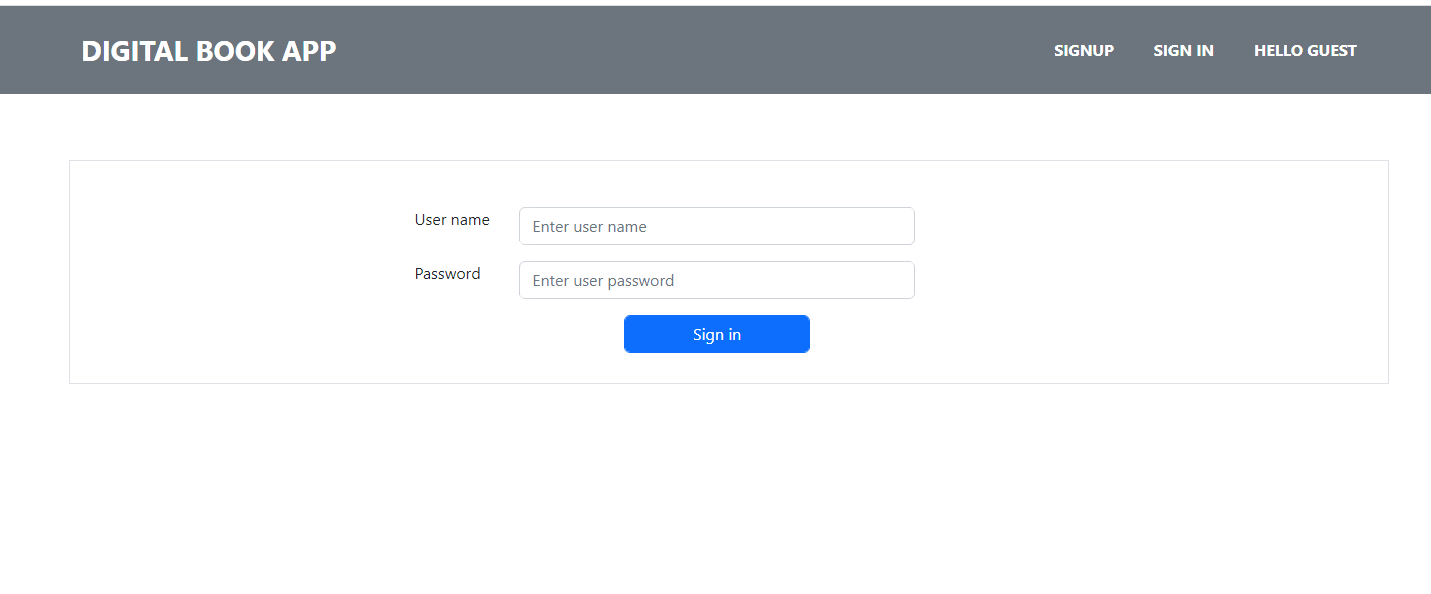 DIGITAL BOOK APP
SIGNUP SIGN IN HELLO GUEST
User name Enter user name
Password Enter user password
Sign in